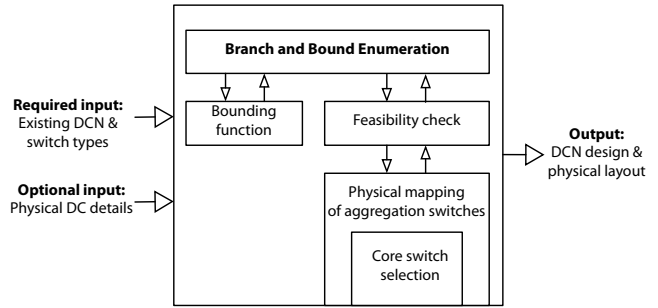 Branch and Bound Enumeration
Required input:
Existing DCN &
switch types
Bounding
function
Feasibility check
Output:
DCN design &
physical layout
Optional input:
Physical DC details
Physical mapping
of aggregation switches
Core switch
selection